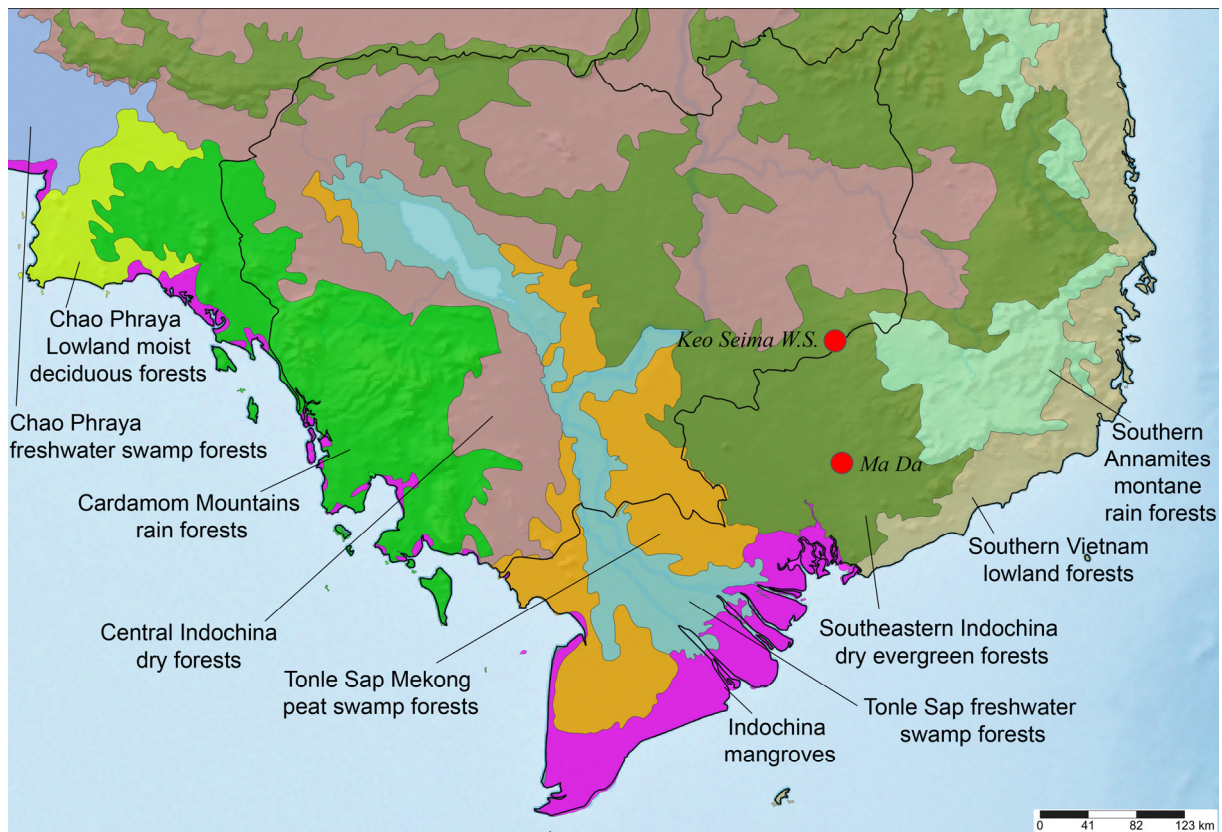 Keo Seima W.S.
Ma Da
Chao Phraya
Lowland moist
deciduous forests
Chao Phraya
freshwater swamp forests
Cardamom Mountains
rain forests
Central Indochina
dry forests
Tonle Sap Mekong
peat swamp forests
Southern
Annamites
montane
rain forests
Southern Vietnam
lowland forests
Southeastern Indochina
dry evergreen forests
Tonle Sap freshwater
swamp forests
Indochina
mangroves
0 41 82 123 km